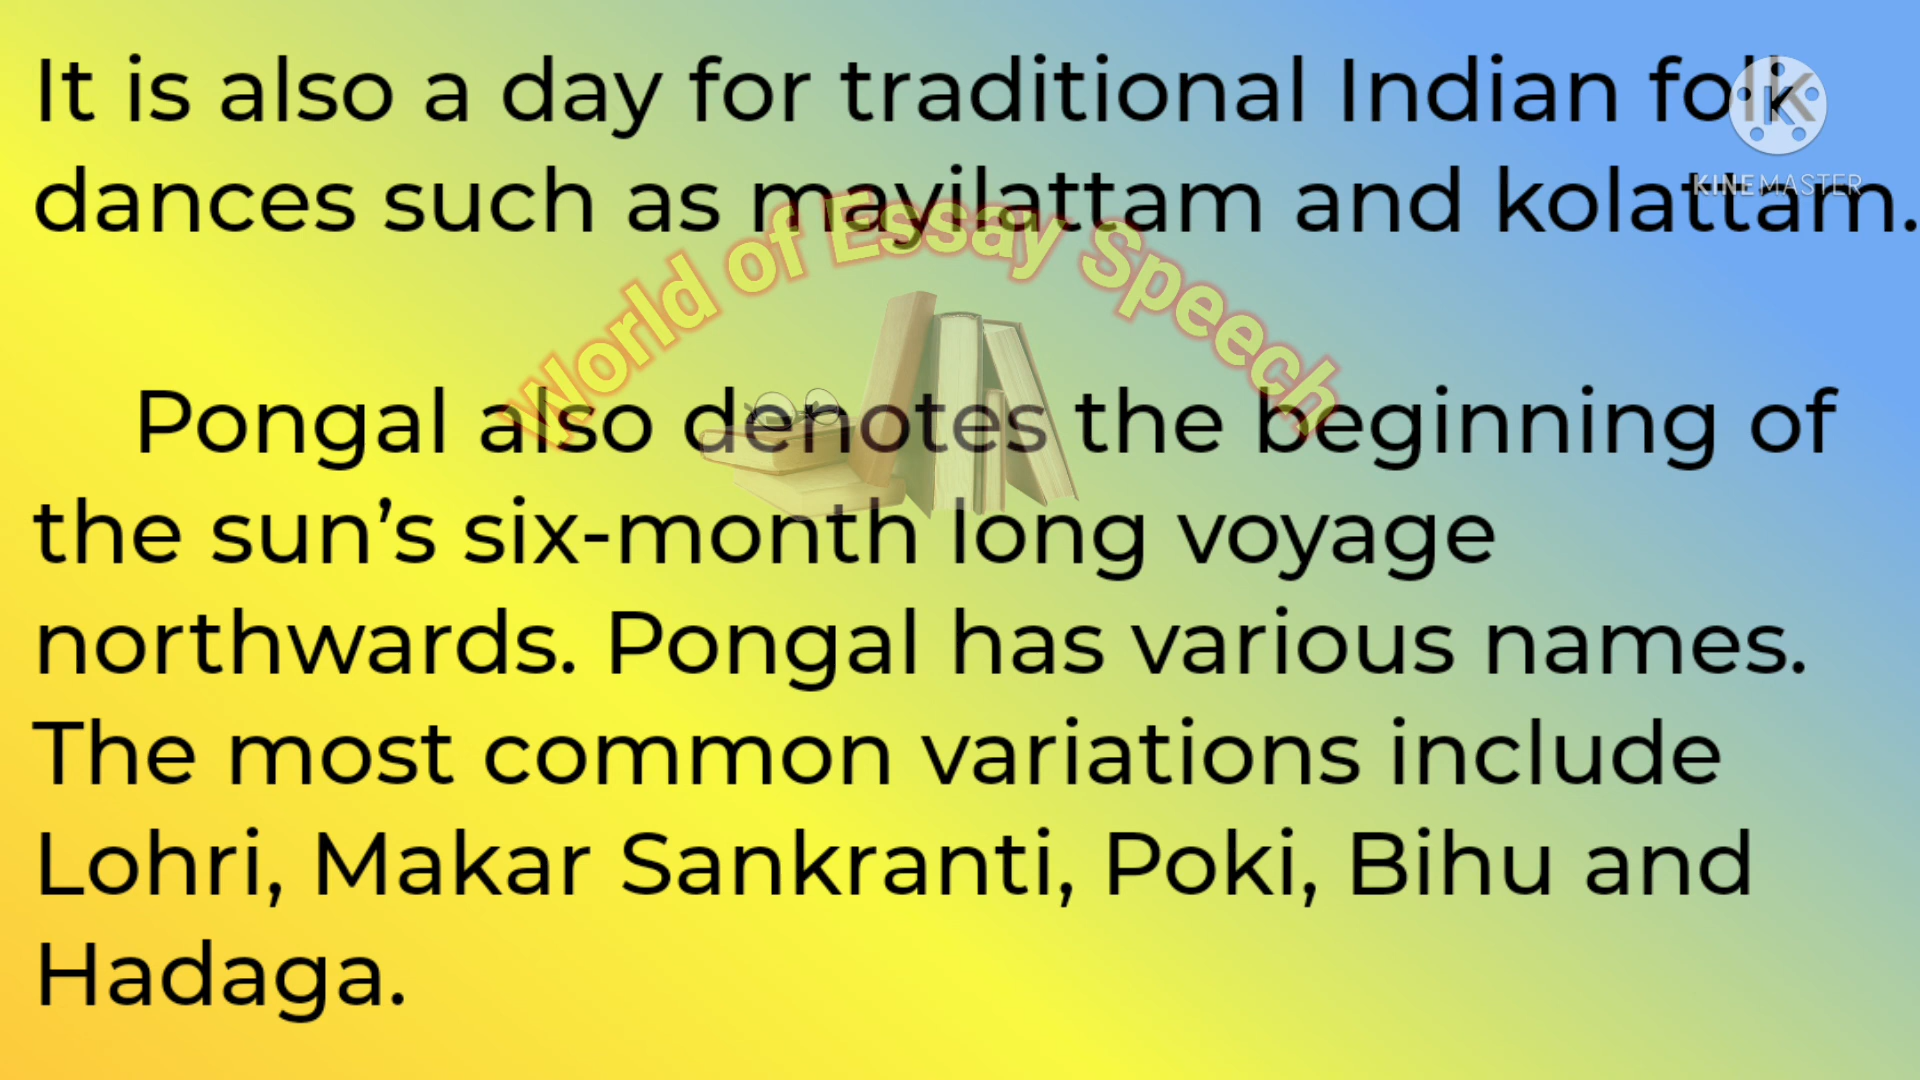 It is also a day for traditional Indian folk
dances such as mayilattam and kolattam.
KINEMASTER
World of Essay Speech
Pongal also denotes the beginning of
the sun’s six-month long voyage
northwards. Pongal has various names.
The most common variations include
Lohri, Makar Sankranti, Poki, Bihu and
Hadaga.